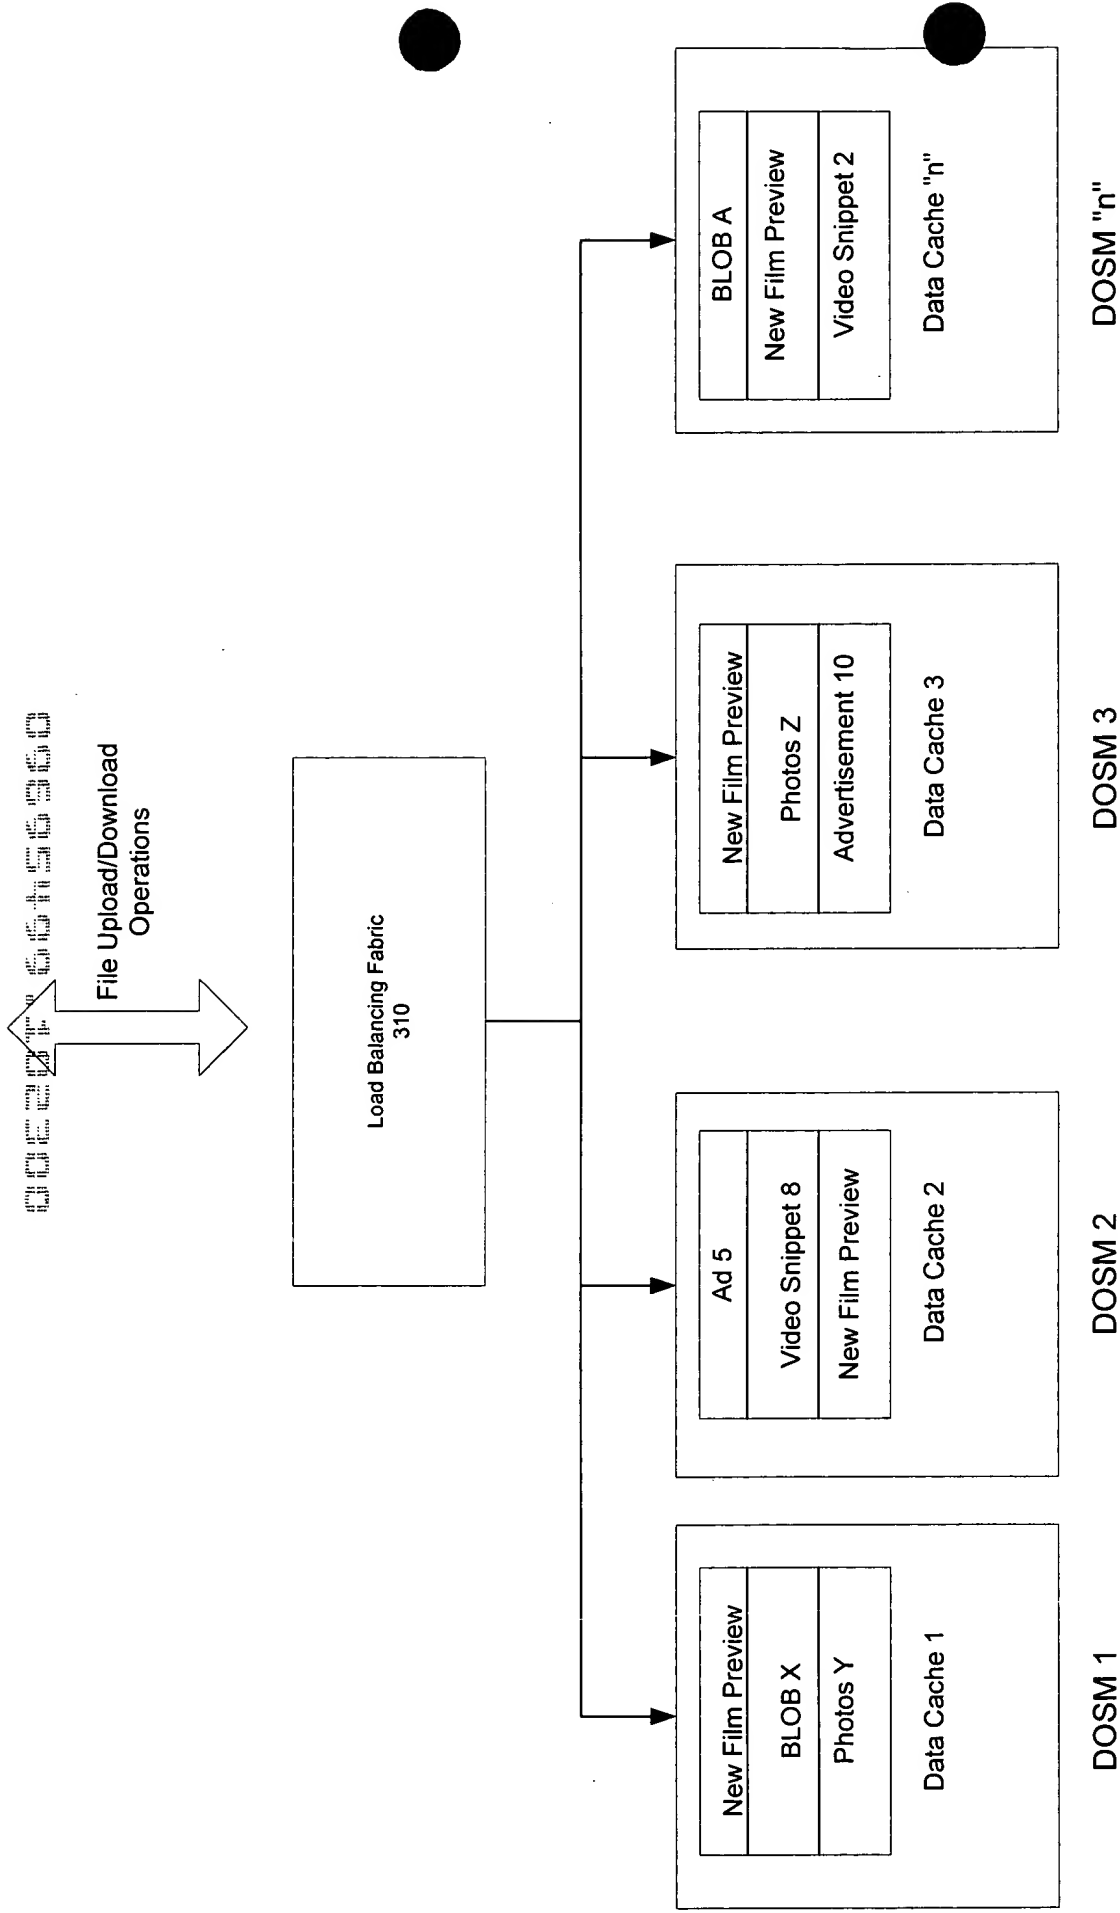 File Upload/Download
Operations
Load Balancing Fabric
310
New Film Preview
BLOB X
Photos Y
Data Cache 1
DOSM 1
Ad 5
Video Snippet 8
New Film Preview
Data Cache 2
DOSM 2
New Film Preview
Photos Z
Advertisement 10
Data Cache 3
DOSM 3
BLOB A
New Film Preview
Video Snippet 2
Data Cache "n"
DOSM "n"